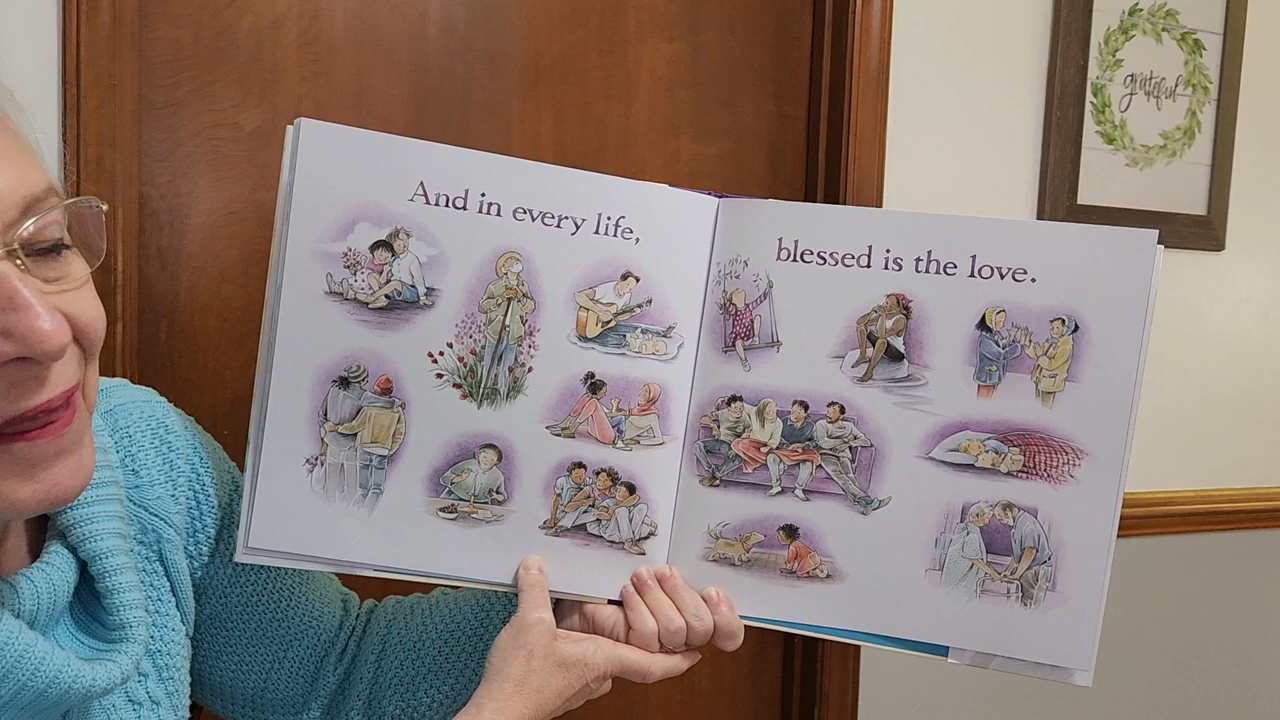 And in every life,
blessed is the love.
grateful